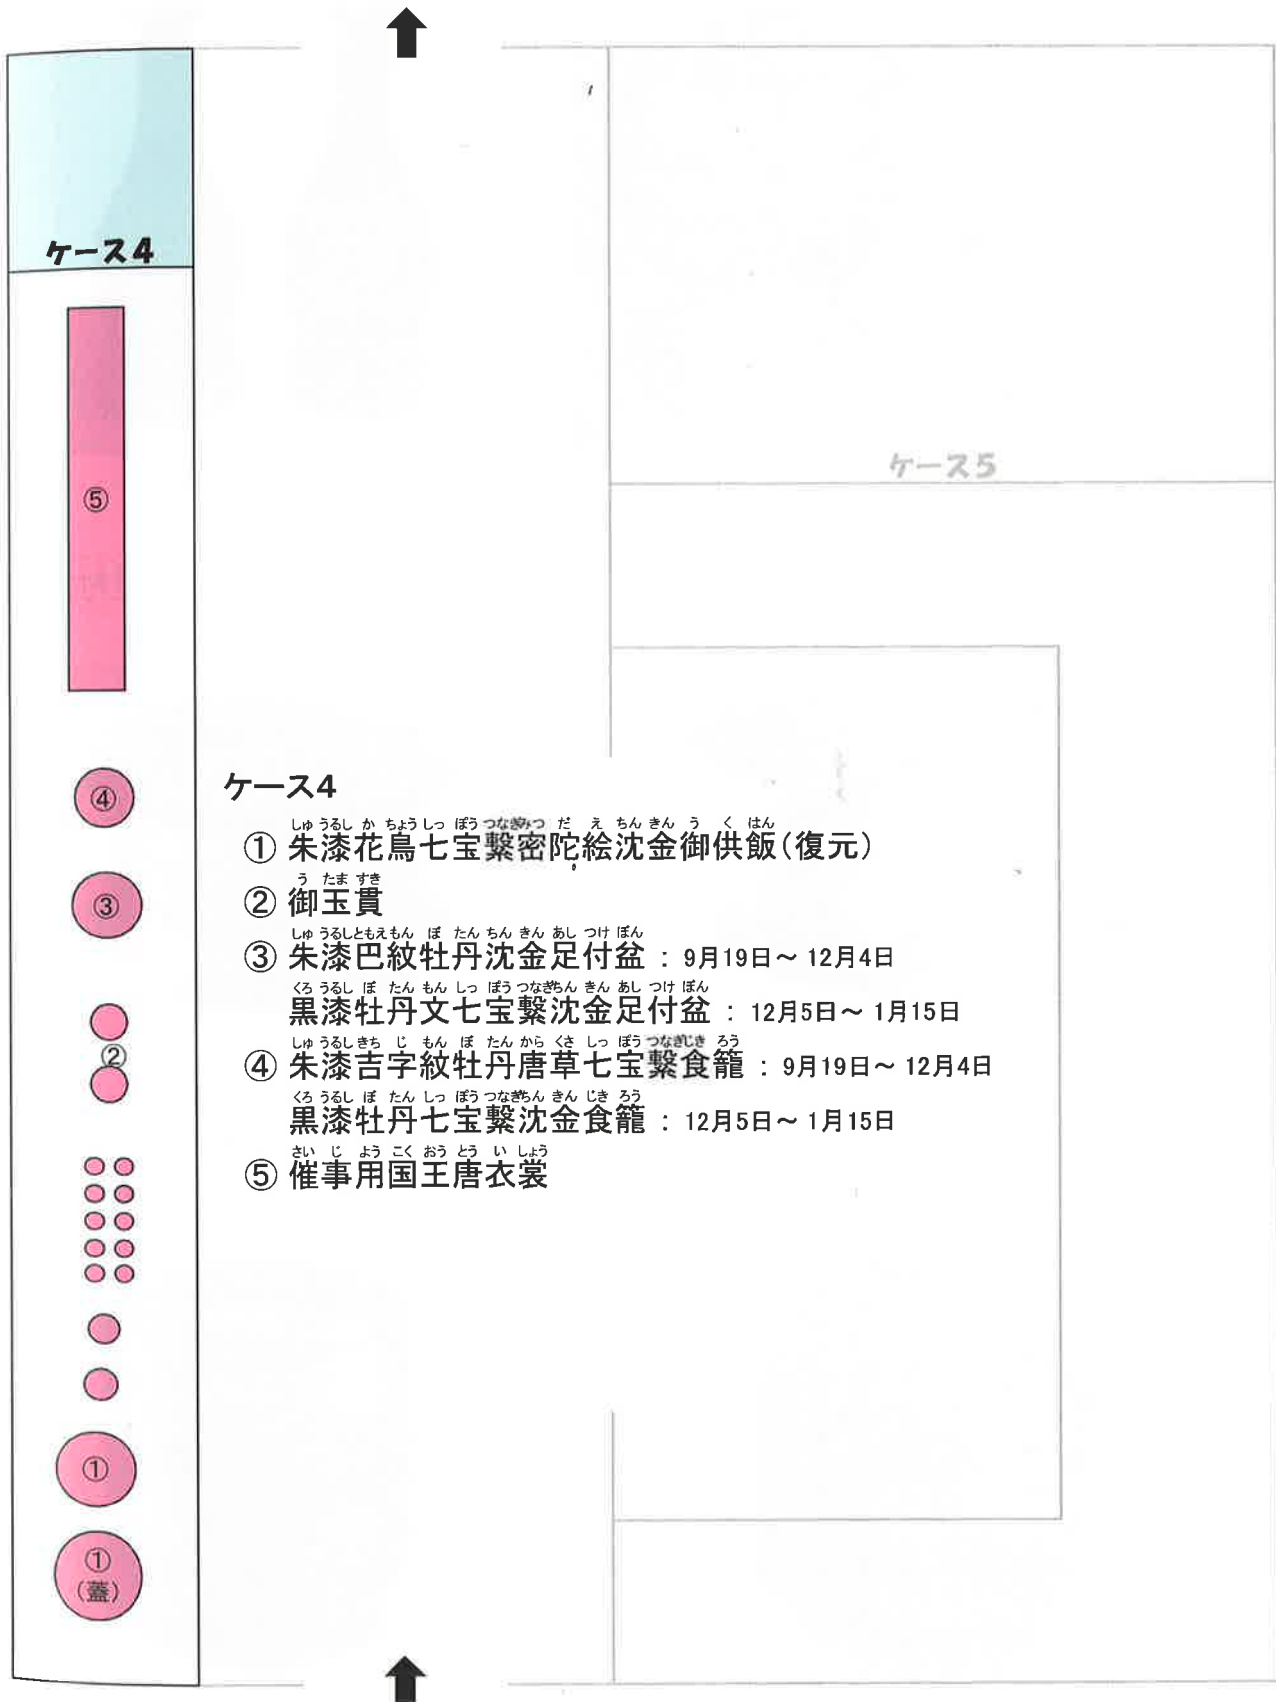 ケース4
⑤
④
③
②
①
①
(蓋)
ケース5
ケース4
しゅ うるし か ちょう しっ ぽう つなぎ みつ だ え ちん きん う く はん
① 朱漆花鳥七宝繋密陀絵沈金御供飯(復元)
う たま すき
② 御玉貫
しゅ うるし ともえ もん ぼ たん ちん きん あし つけ ぼん
③ 朱漆巴紋牡丹沈金足付盆 : 9月19日～12月4日
くろ うるし ぼ たん もん しっ ぽう つなぎ ちん きん あし つけ ぼん
黒漆牡丹文七宝繋沈金足付盆 : 12月5日～1月15日
しゅ うるし きち じ もん ぼ たん から くさ しっ ぽう つなぎ じき ろう
④ 朱漆吉字紋牡丹唐草七宝繋食籠 : 9月19日～12月4日
くろ うるし ぼ たん しっ ぽう つなぎ ちん きん じき ろう
黒漆牡丹七宝繋沈金食籠 : 12月5日～1月15日
さい じ よう こく おう とう い しょう
⑤ 催事用国王唐衣裳